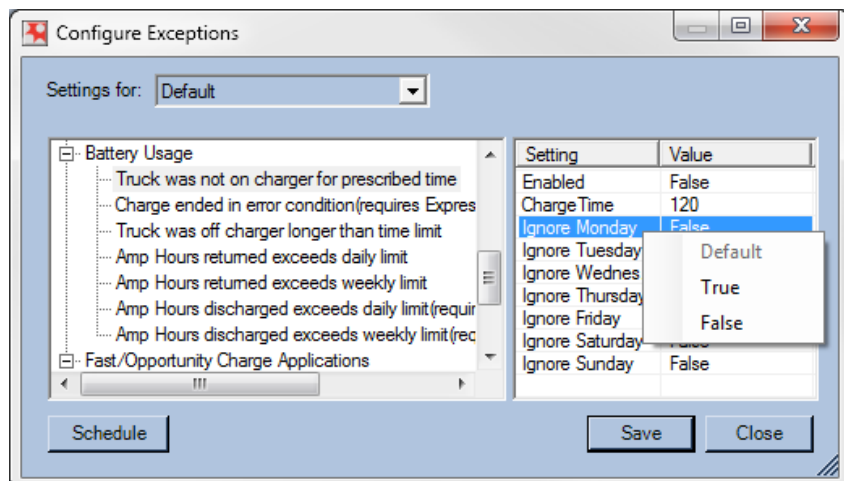 Configure Exceptions
Settings for: Default
Battery Usage
Truck was not on charger for prescribed time
Charge ended in error condition(requires Expres
Truck was off charger longer than time limit
Amp Hours returned exceeds daily limit
Amp Hours returned exceeds weekly limit
Amp Hours discharged exceeds daily limit(requir
Amp Hours discharged exceeds weekly limit(req
Fast/Opportunity Charge Applications
Setting Value
Enabled False
ChargeTime 120
Ignore Monday False
Ignore Tuesday
Ignore Wednes
Ignore Thursday
Ignore Friday
Ignore Saturday False
Ignore Sunday False
Default
True
False
Schedule Save Close